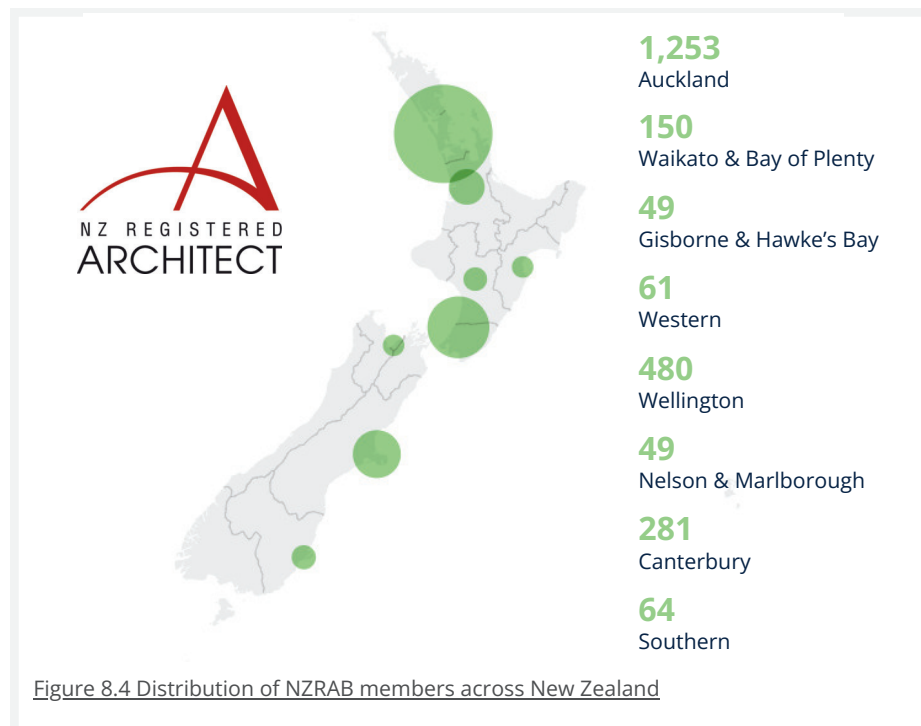 NZ REGISTERED
ARCHITECT
1,253
Auckland
150
Waikato & Bay of Plenty
49
Gisborne & Hawke’s Bay
61
Western
480
Wellington
49
Nelson & Marlborough
281
Canterbury
64
Southern
Figure 8.4 Distribution of NZRAB members across New Zealand